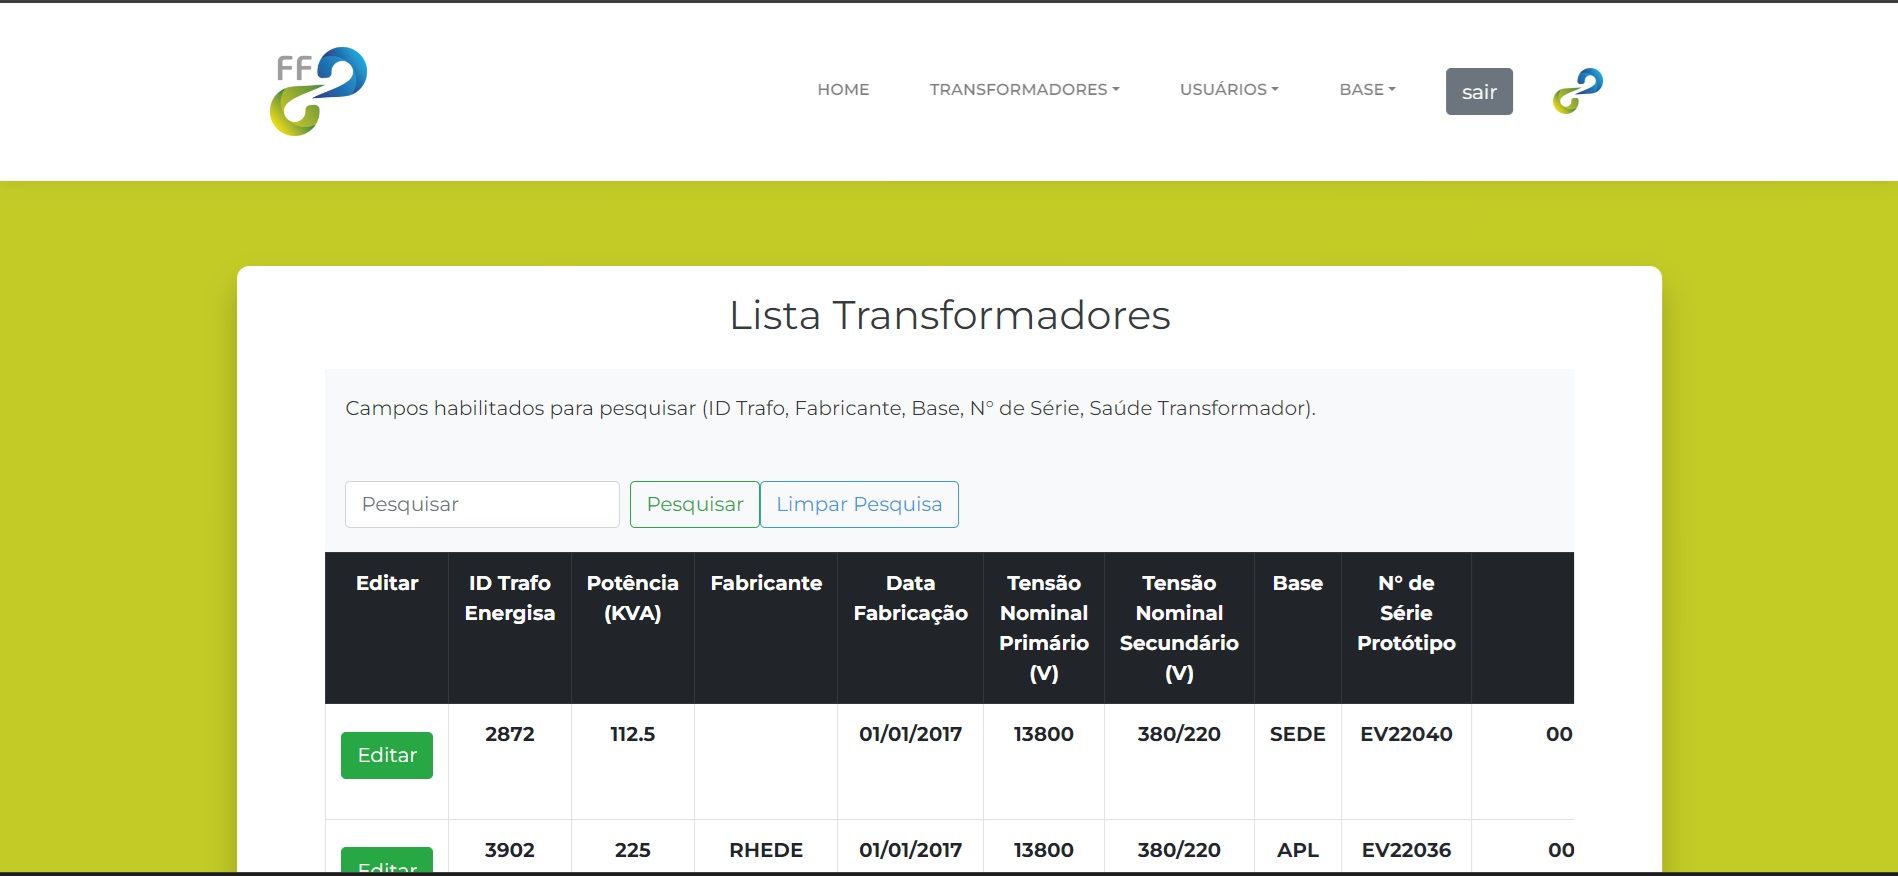 FF
HOME TRANSFORMADORES USUÁRIOS BASE sair
Lista Transformadores
Campos habilitados para pesquisar (ID Trafo, Fabricante, Base, N° de Série, Saúde Transformador).
Pesquisar Pesquisar Limpar Pesquisa
Editar ID Trafo Potência Fabricante Data Tensão Tensão Base N° de
Energisa (KVA) Fabricação Nominal Nominal Série
Primário Secundário Protótipo
(V) (V)
2872 112.5 01/01/2017 13800 380/220 SEDE EV22040 00
Editar
3902 225 RHEDE 01/01/2017 13800 380/220 APL EV22036 00
Editar